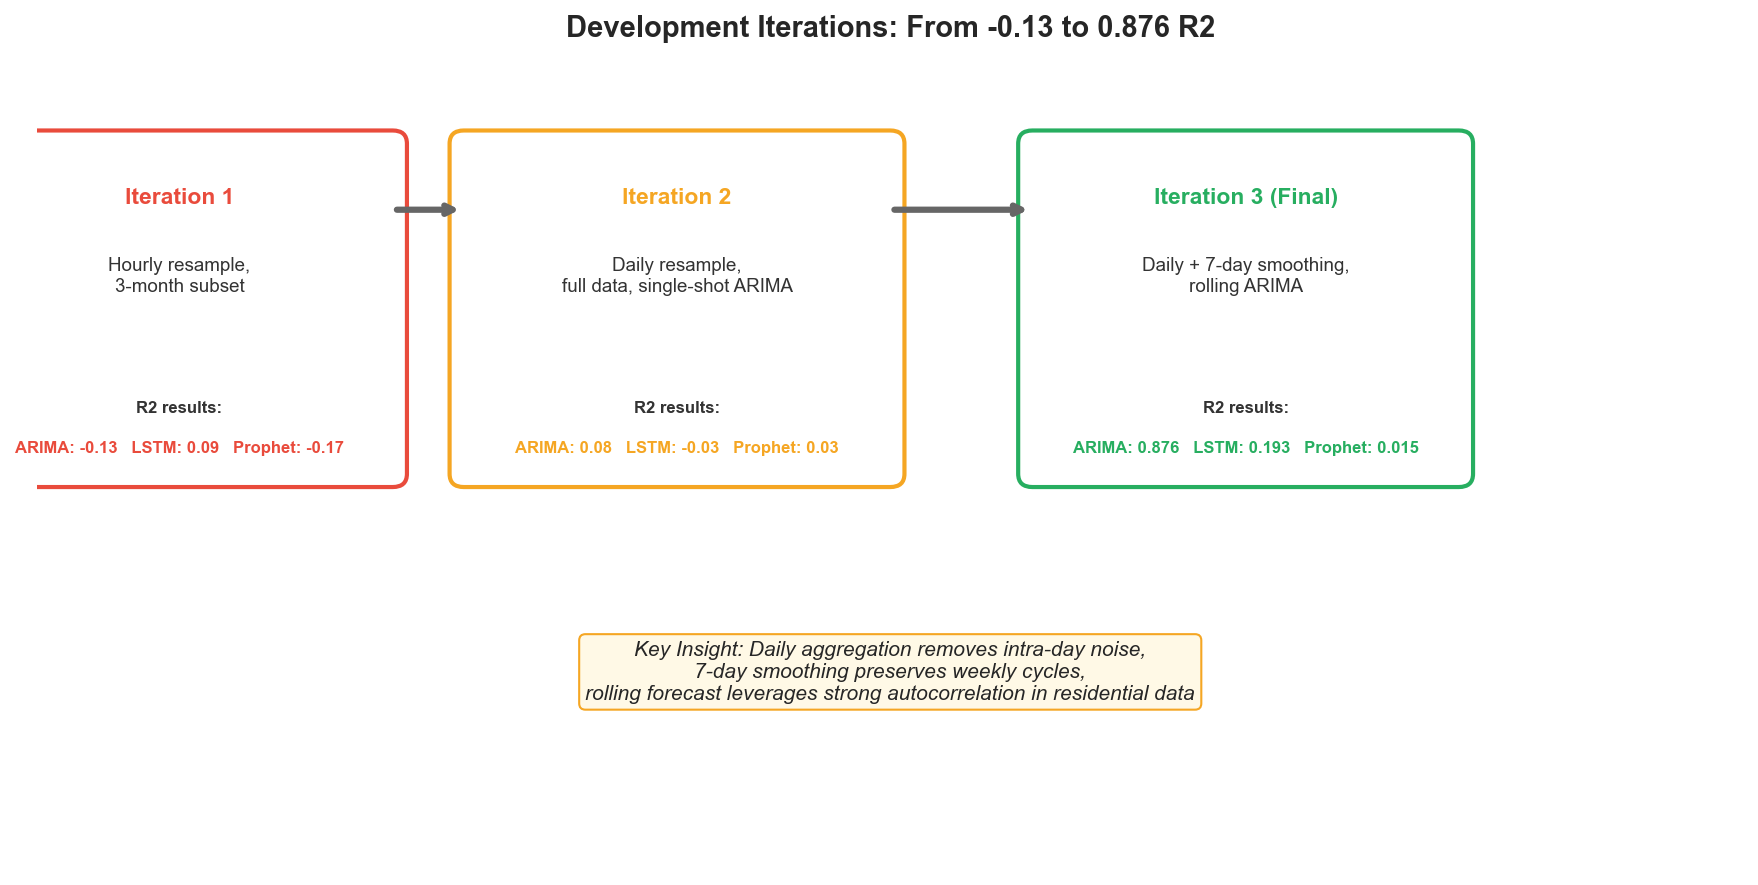 Development Iterations: From -0.13 to 0.876 R2
Iteration 1
Hourly resample,
3-month subset
R2 results:
ARIMA: -0.13   LSTM: 0.09   Prophet: -0.17
Iteration 2
Daily resample,
full data, single-shot ARIMA
R2 results:
ARIMA: 0.08   LSTM: -0.03   Prophet: 0.03
Iteration 3 (Final)
Daily + 7-day smoothing,
rolling ARIMA
R2 results:
ARIMA: 0.876   LSTM: 0.193   Prophet: 0.015
Key Insight: Daily aggregation removes intra-day noise,
7-day smoothing preserves weekly cycles,
rolling forecast leverages strong autocorrelation in residential data